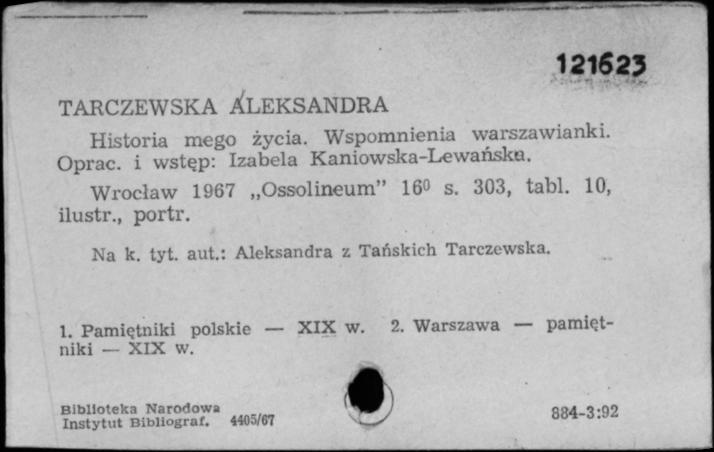 121623
TARCZEWSKA ALEKSANDRA
Historia mego życia. Wspomnienia warszawianki.
Oprac. i wstęp: Izabela Kaniowska-Lewańska.
Wrocław 1967 „Ossolineum” 16⁰ s. 303, tabl. 10,
ilustr., portr.
Na k. tyt. aut.: Aleksandra z Tańskich Tarczewska.
1. Pamiętniki polskie — XIX w. 2. Warszawa — pamięt-
niki — XIX w.
Biblioteka Narodowa
Instytut Bibliograf. 4405/67
884-3:92